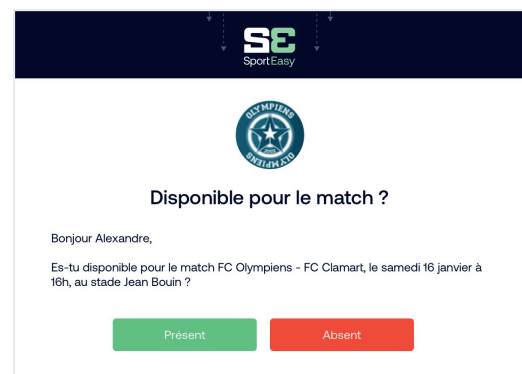 SE
SportEasy
OLYMPIENS
OLYMPIENS
Disponible pour le match ?
Bonjour Alexandre,
Es-tu disponible pour le match FC Olympiens - FC Clamart, le samedi 16 janvier à
16h, au stade Jean Bouin ?
Présent
Absent